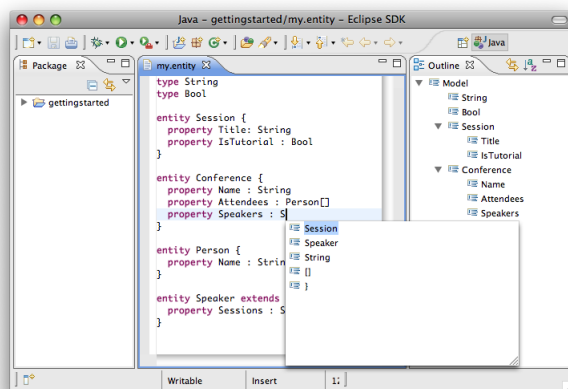 Java - gettingstarted/my.entity - Eclipse SDK
Java
Package
my.entity
Outline
gettingstarted
type String
type Bool
entity Session {
property Title: String
property IsTutorial : Bool
}
entity Conference {
property Name : String
property Attendees : Person[]
property Speakers : S
}
entity Person {
property Name : Strin
}
entity Speaker extends
property Sessions : S
}
Session
Speaker
String
[]
}
Model
String
Bool
Session
Title
IsTutorial
Conference
Name
Attendees
Speakers
Writable
Insert